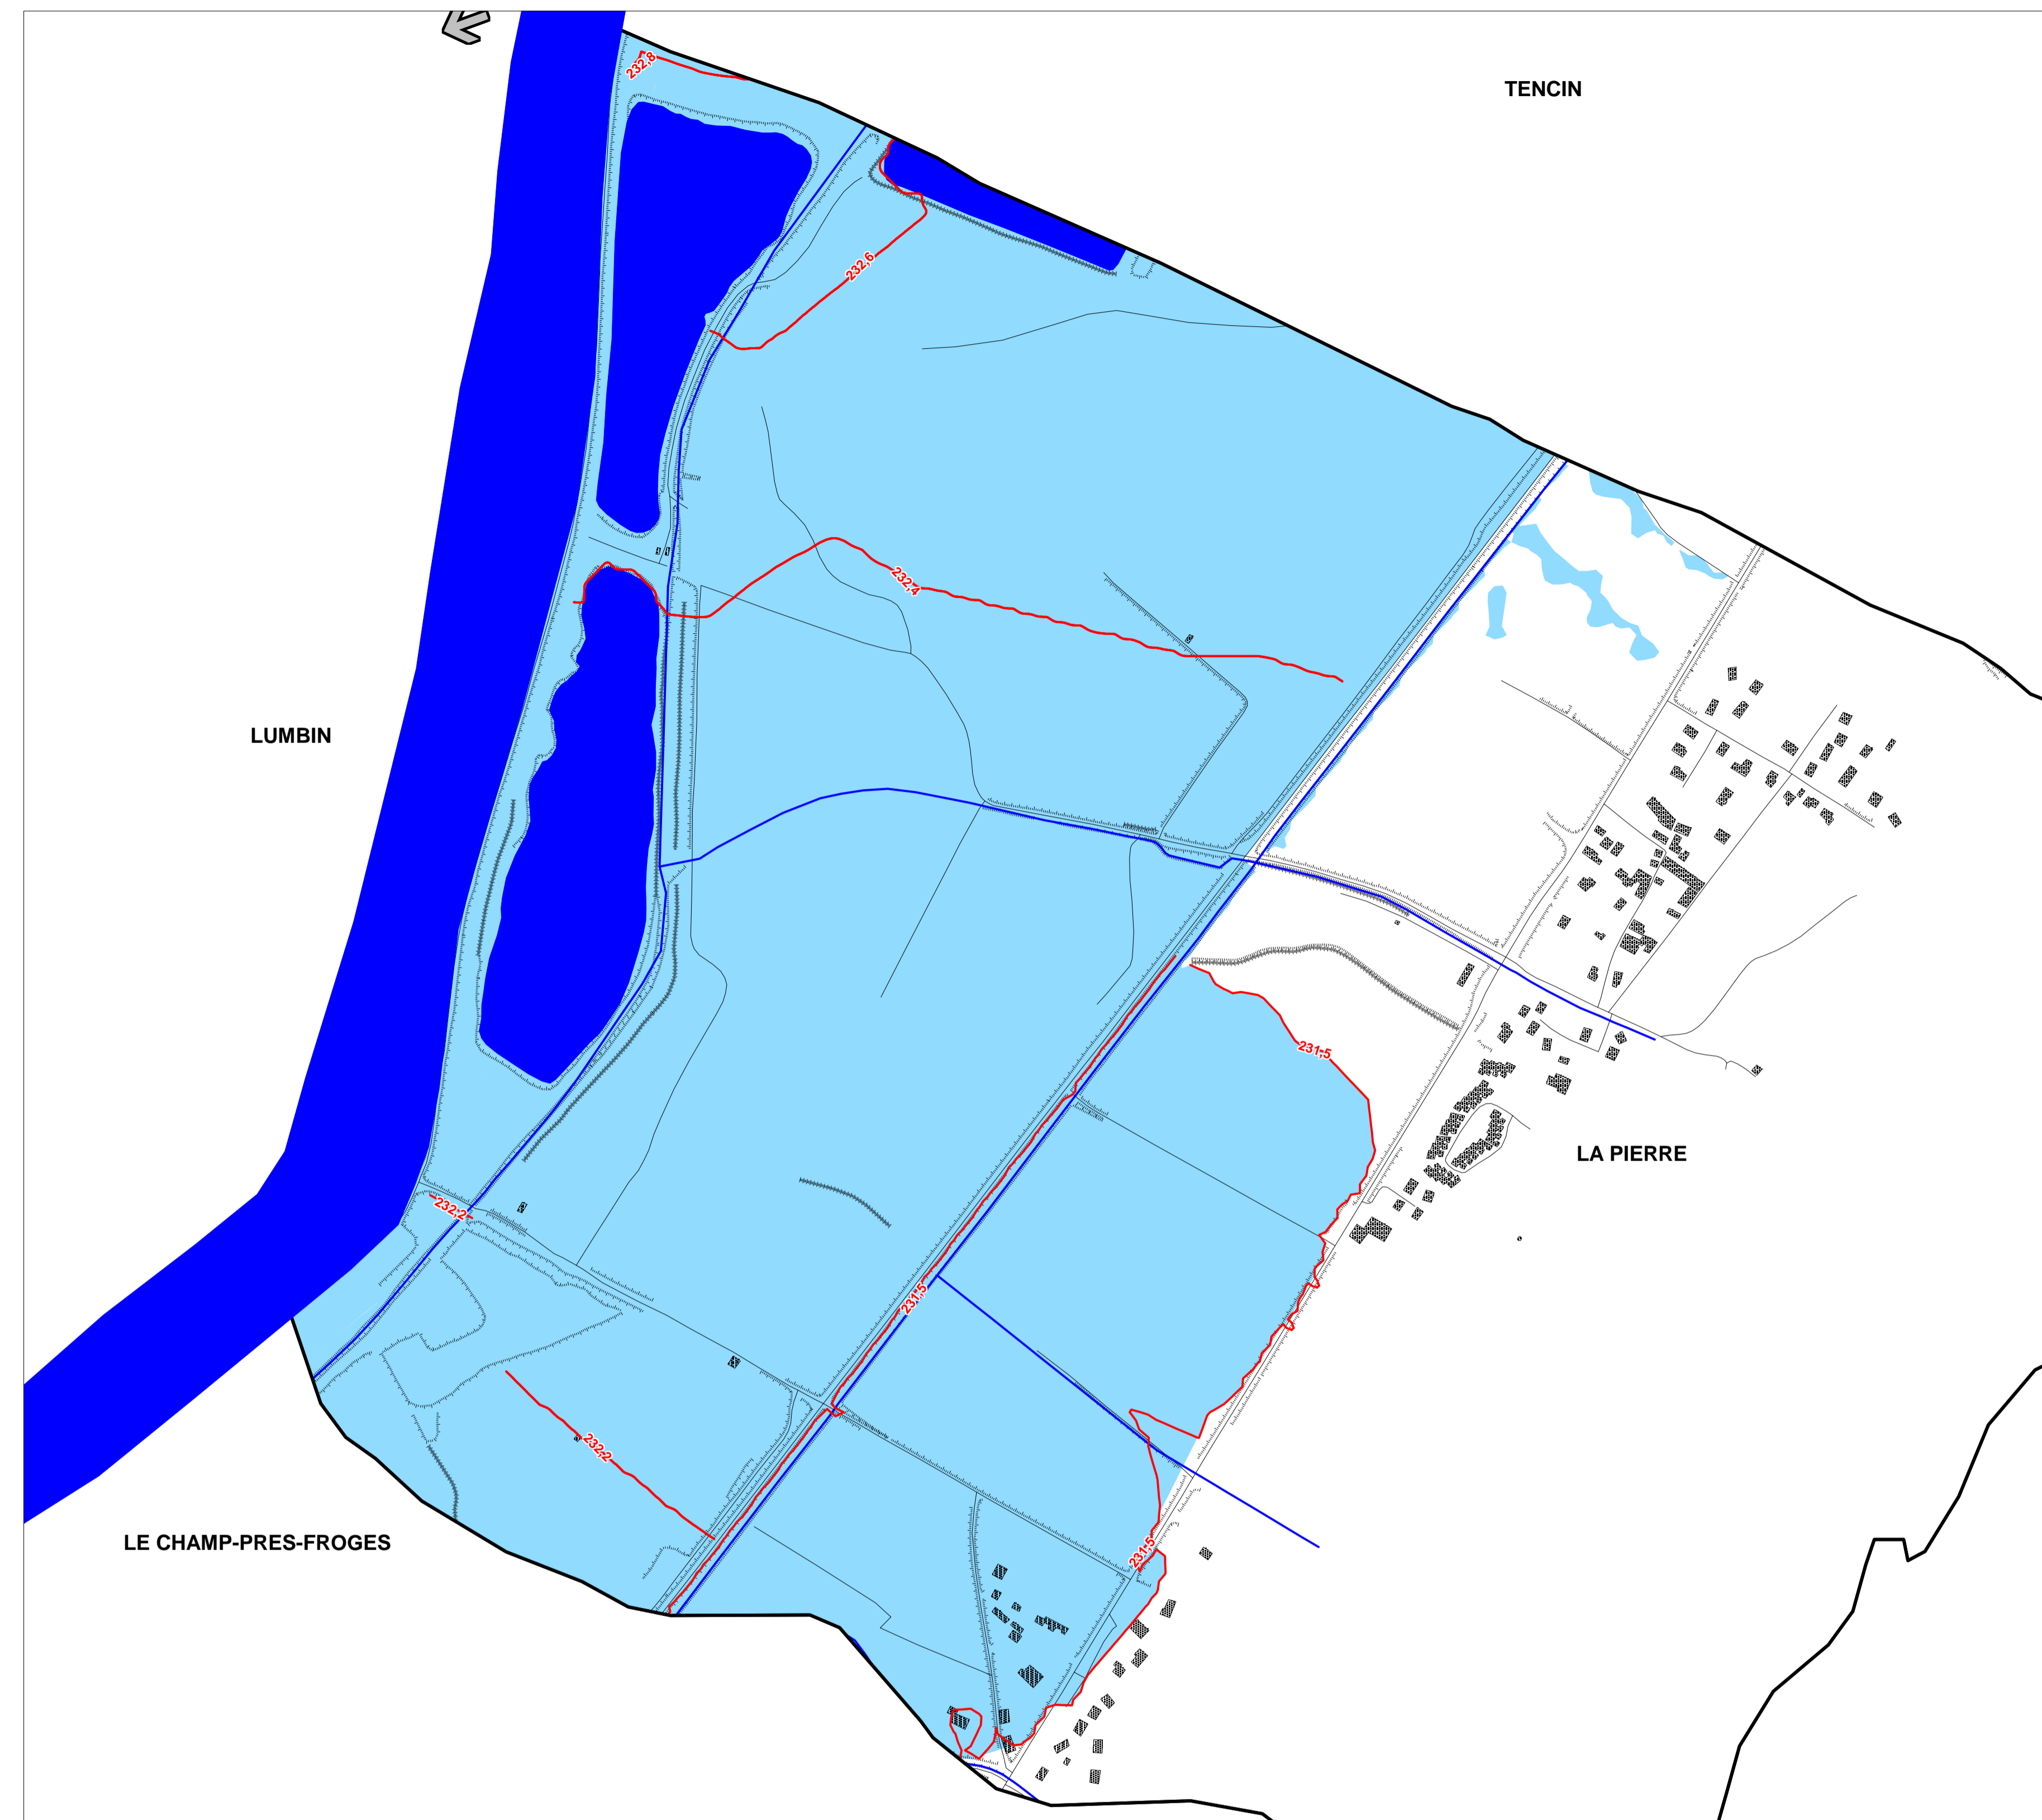 232,8
TENCIN
232,6
232,4
LUMBIN
231,5
LA PIERRE
232,2
231,5
232,2
LE CHAMP-PRES-FROGES
231,5